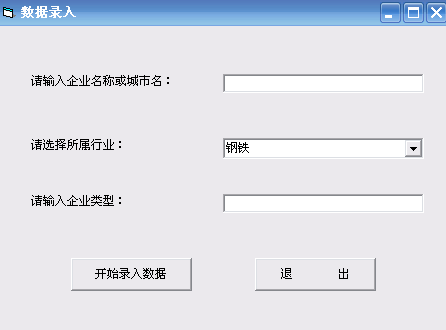 数据录入
请输入企业名称或城市名：
请选择所属行业：
钢铁
请输入企业类型：
开始录入数据
退 出